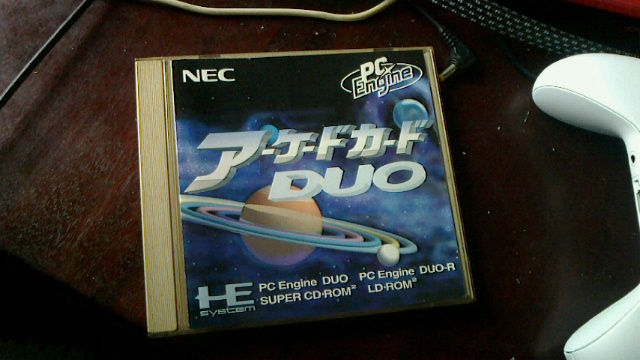 NEC
PC Engine
アーケードカード
DUO
PC Engine DUO PC Engine DUO-R
SUPER CD-ROM² LD-ROM²
HE
SYSTEM